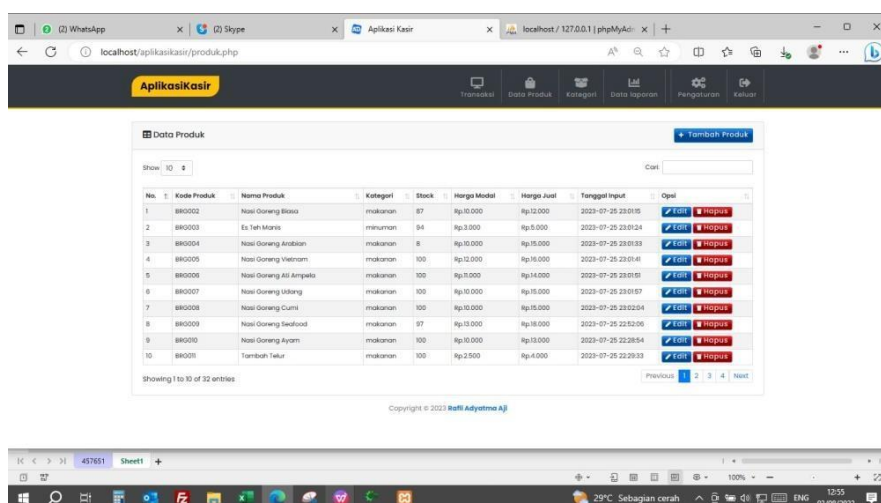 (2) WhatsApp (2) Skype Aplikasi Kasir localhost / 127.0.0.1 | phpMyAdm
localhost/aplikasikasir/produk.php
AplikasiKasir
Transaksi Data Produk Kategori Data laporan Pengaturan Keluar
Data Produk + Tambah Produk
Show 10 Cari:
No. Kode Produk Nama Produk Kategori Stock Harga Modal Harga Jual Tanggal Input Opsi
1 BRG002 Nasi Goreng Biasa makanan 87 Rp.10.000 Rp.12.000 2023-07-25 23:01:15 Edit Hapus
2 BRG003 Es Teh Manis minuman 94 Rp.3.000 Rp.5.000 2023-07-25 23:01:24 Edit Hapus
3 BRG004 Nasi Goreng Arabian makanan 8 Rp.10.000 Rp.15.000 2023-07-25 23:01:33 Edit Hapus
4 BRG005 Nasi Goreng Vietnam makanan 100 Rp.12.000 Rp.16.000 2023-07-25 23:01:41 Edit Hapus
5 BRG006 Nasi Goreng Ati Ampela makanan 100 Rp.11.000 Rp.14.000 2023-07-25 23:01:51 Edit Hapus
6 BRG007 Nasi Goreng Udang makanan 100 Rp.10.000 Rp.15.000 2023-07-25 23:01:57 Edit Hapus
7 BRG008 Nasi Goreng Cumi makanan 100 Rp.10.000 Rp.15.000 2023-07-25 23:02:04 Edit Hapus
8 BRG009 Nasi Goreng Seafood makanan 97 Rp.13.000 Rp.18.000 2023-07-25 22:52:06 Edit Hapus
9 BRG010 Nasi Goreng Ayam makanan 100 Rp.10.000 Rp.13.000 2023-07-25 22:28:54 Edit Hapus
10 BRG011 Tambah Telur makanan 100 Rp.2.500 Rp.4.000 2023-07-25 22:29:33 Edit Hapus
Showing 1 to 10 of 32 entries Previous 1 2 3 4 Next
Copyright © 2023 Rafli Adyatma Aji
457651 Sheet1 +
100%
29°C Sebagian cerah ENG 12:55